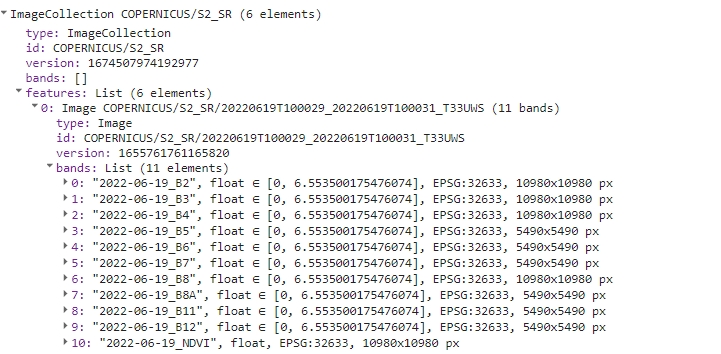 ImageCollection COPERNICUS/S2_SR (6 elements)
type: ImageCollection
id: COPERNICUS/S2_SR
version: 1674507974192977
bands: []
features: List (6 elements)
0: Image COPERNICUS/S2_SR/20220619T100029_20220619T100031_T33UWS (11 bands)
type: Image
id: COPERNICUS/S2_SR/20220619T100029_20220619T100031_T33UWS
version: 1655761761165820
bands: List (11 elements)
0: "2022-06-19_B2", float ∈ [0, 6.553500175476074], EPSG:32633, 10980x10980 px
1: "2022-06-19_B3", float ∈ [0, 6.553500175476074], EPSG:32633, 10980x10980 px
2: "2022-06-19_B4", float ∈ [0, 6.553500175476074], EPSG:32633, 10980x10980 px
3: "2022-06-19_B5", float ∈ [0, 6.553500175476074], EPSG:32633, 5490x5490 px
4: "2022-06-19_B6", float ∈ [0, 6.553500175476074], EPSG:32633, 5490x5490 px
5: "2022-06-19_B7", float ∈ [0, 6.553500175476074], EPSG:32633, 5490x5490 px
6: "2022-06-19_B8", float ∈ [0, 6.553500175476074], EPSG:32633, 10980x10980 px
7: "2022-06-19_B8A", float ∈ [0, 6.553500175476074], EPSG:32633, 5490x5490 px
8: "2022-06-19_B11", float ∈ [0, 6.553500175476074], EPSG:32633, 5490x5490 px
9: "2022-06-19_B12", float ∈ [0, 6.553500175476074], EPSG:32633, 5490x5490 px
10: "2022-06-19_NDVI", float, EPSG:32633, 10980x10980 px